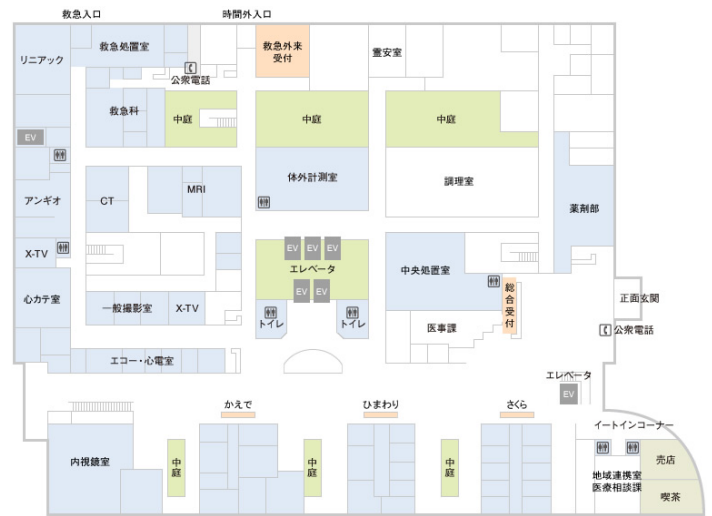 救急入口
時間外入口
リニアック
救急処置室
救急外来
受付
霊安室
公衆電話
救急科
中庭
中庭
中庭
EV
アンギオ
CT
MRI
体外計測室
調理室
薬剤部
X-TV
EV
EV
EV
エレベータ
EV
EV
中央処置室
心カテ室
一般撮影室
X-TV
トイレ
トイレ
医事課
総合受付
正面玄関
公衆電話
エコー・心電室
エレベータ
EV
かえで
ひまわり
さくら
イートインコーナー
内視鏡室
中庭
中庭
中庭
地域連携室
医療相談課
売店
喫茶